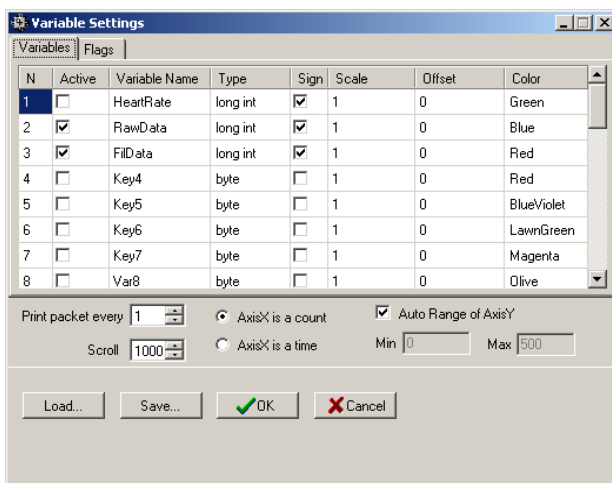 Variable Settings
Variables Flags
N Active Variable Name Type Sign Scale Offset Color
1 HeartRate long int 1 0 Green
2 RawData long int 1 0 Blue
3 FilData long int 1 0 Red
4 Key4 byte 1 0 Red
5 Key5 byte 1 0 BlueViolet
6 Key6 byte 1 0 LawnGreen
7 Key7 byte 1 0 Magenta
8 Var8 byte 1 0 Olive
Print packet every 1 AxisX is a count Auto Range of AxisY
Scroll 1000 AxisX is a time Min 0 Max 500
Load... Save... OK Cancel